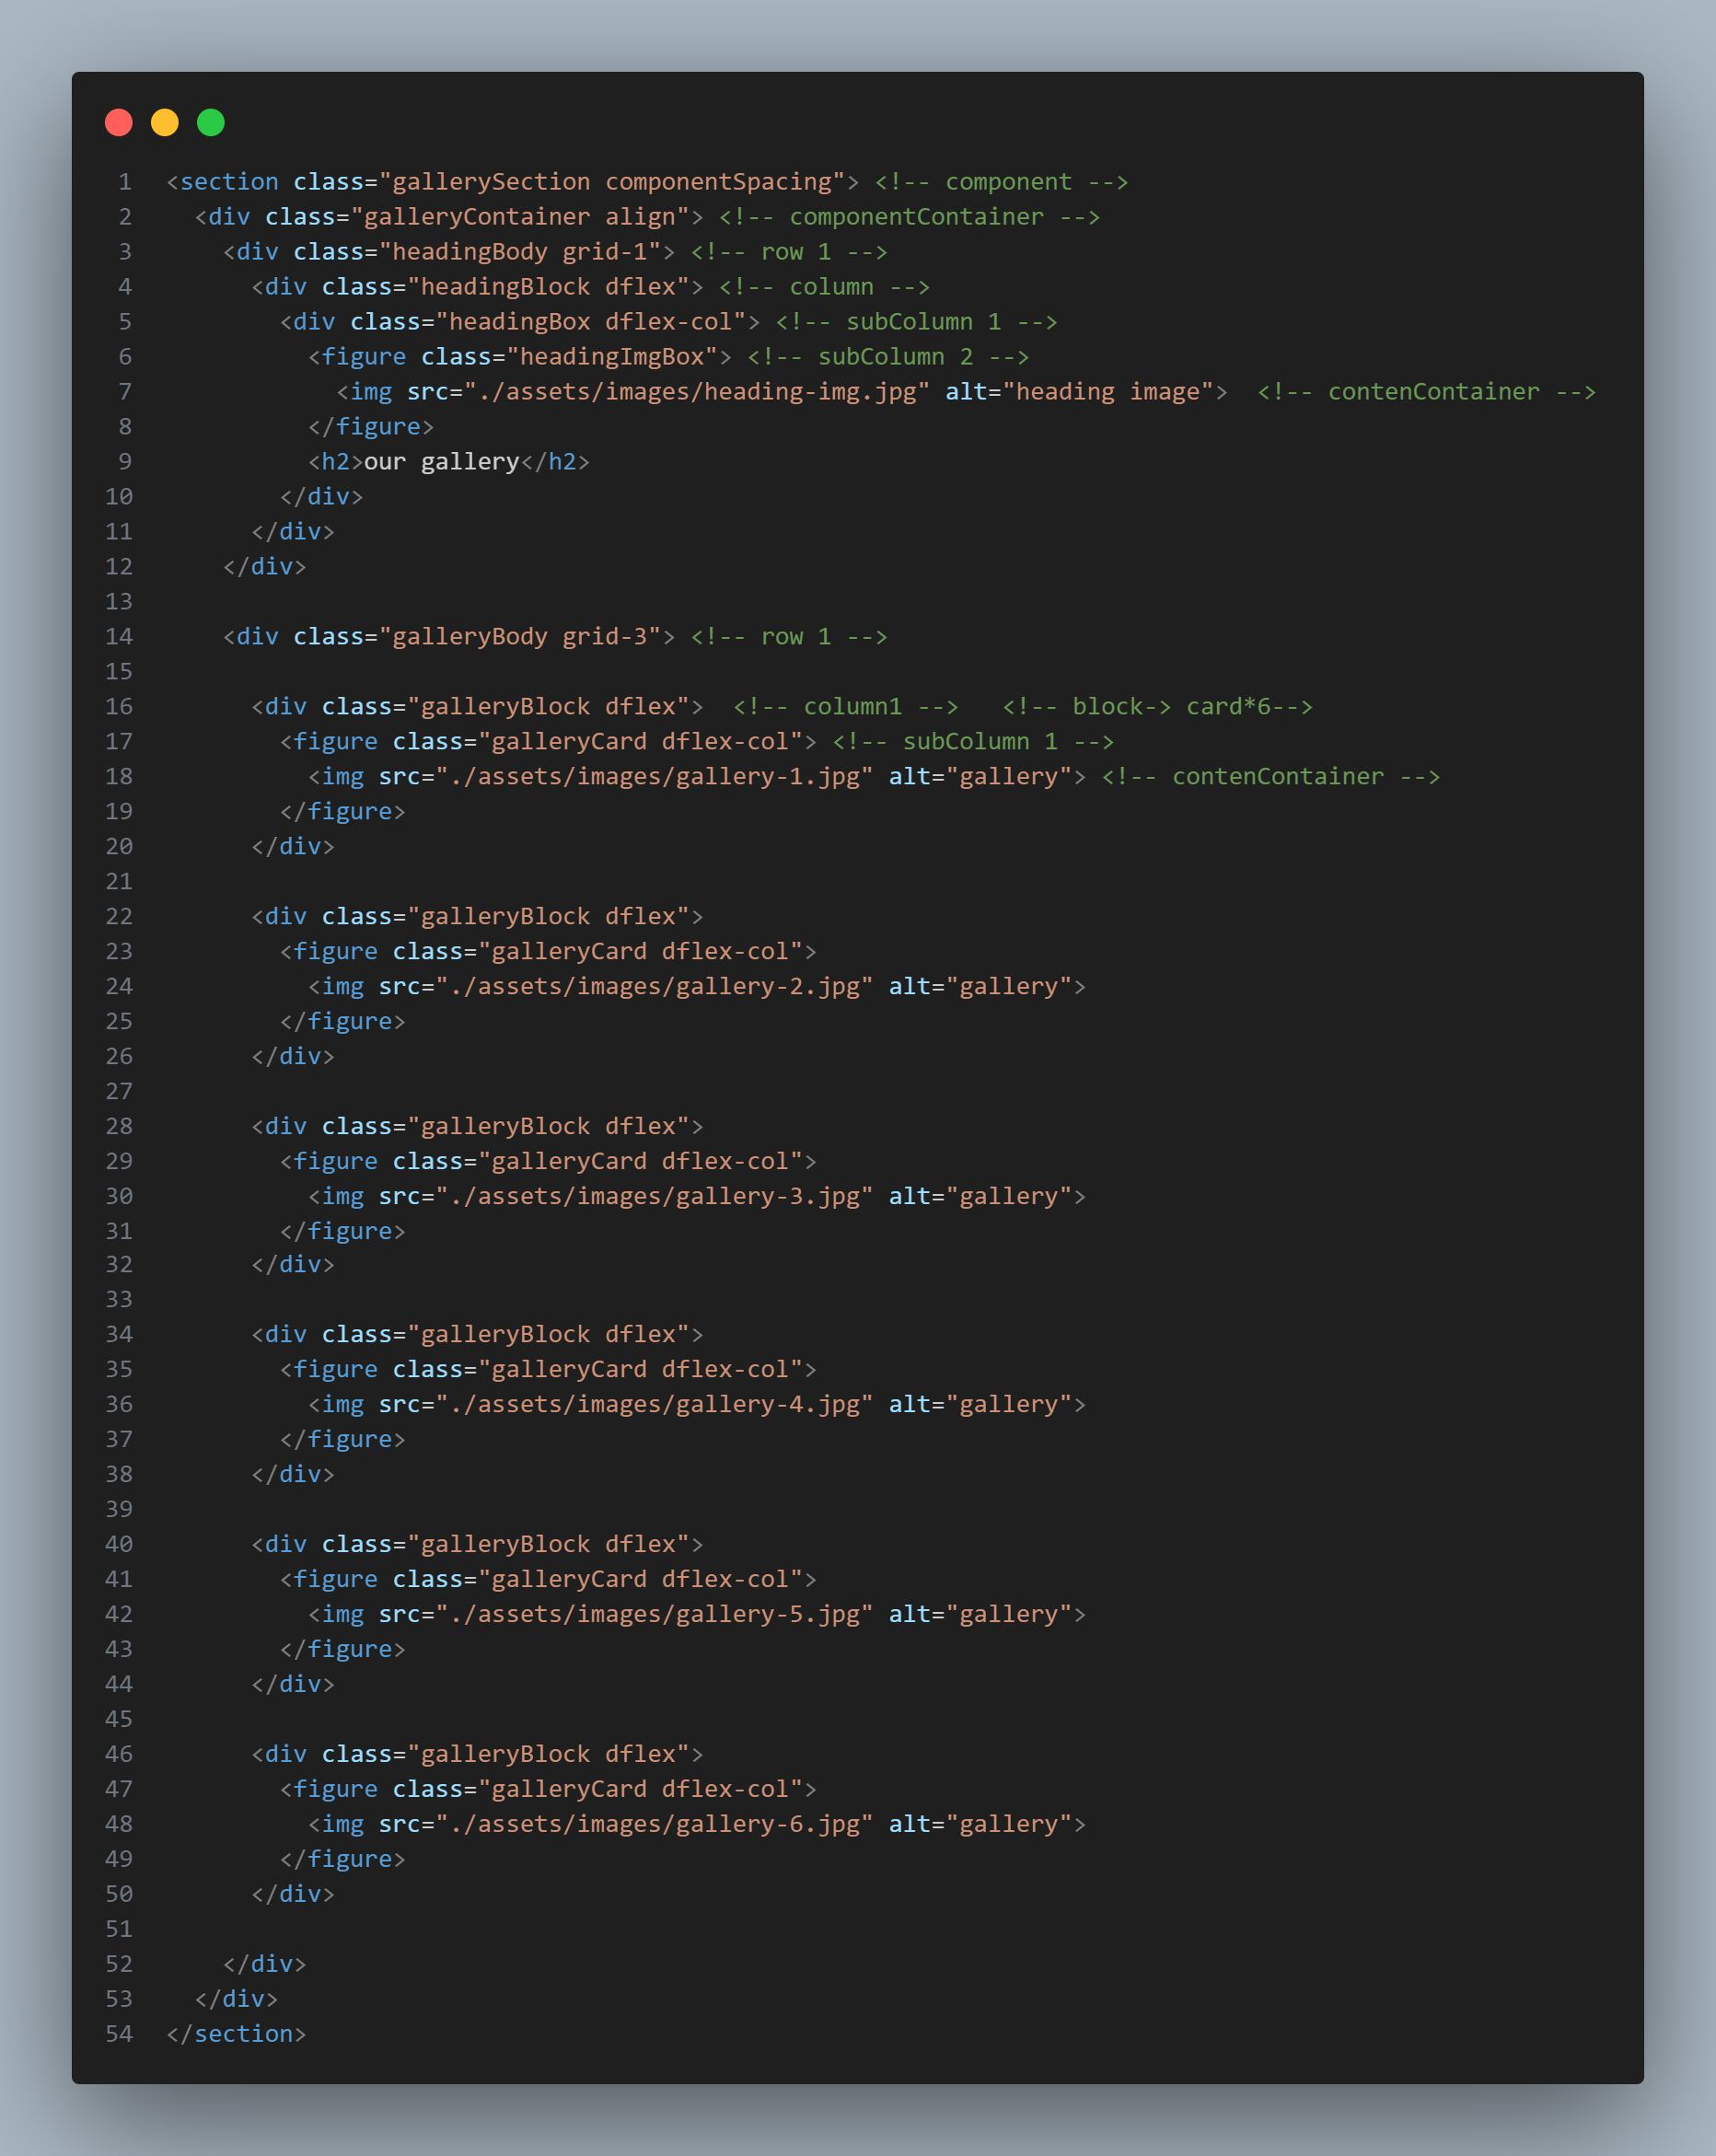 1 <section class="gallerySection componentSpacing"> <!-- component -->
2 <div class="galleryContainer align"> <!-- componentContainer -->
3 <div class="headingBody grid-1"> <!-- row 1 -->
4 <div class="headingBlock dflex"> <!-- column -->
5 <div class="headingBox dflex-col"> <!-- subColumn 1 -->
6 <figure class="headingImgBox"> <!-- subColumn 2 -->
7 <img src="./assets/images/heading-img.jpg" alt="heading image">  <!-- contenContainer -->
8 </figure>
9 <h2>our gallery</h2>
10 </div>
11 </div>
12 </div>
13
14 <div class="galleryBody grid-3"> <!-- row 1 -->
15
16 <div class="galleryBlock dflex">  <!-- column1 -->   <!-- block-> card*6-->
17 <figure class="galleryCard dflex-col"> <!-- subColumn 1 -->
18 <img src="./assets/images/gallery-1.jpg" alt="gallery"> <!-- contenContainer -->
19 </figure>
20 </div>
21
22 <div class="galleryBlock dflex">
23 <figure class="galleryCard dflex-col">
24 <img src="./assets/images/gallery-2.jpg" alt="gallery">
25 </figure>
26 </div>
27
28 <div class="galleryBlock dflex">
29 <figure class="galleryCard dflex-col">
30 <img src="./assets/images/gallery-3.jpg" alt="gallery">
31 </figure>
32 </div>
33
34 <div class="galleryBlock dflex">
35 <figure class="galleryCard dflex-col">
36 <img src="./assets/images/gallery-4.jpg" alt="gallery">
37 </figure>
38 </div>
39
40 <div class="galleryBlock dflex">
41 <figure class="galleryCard dflex-col">
42 <img src="./assets/images/gallery-5.jpg" alt="gallery">
43 </figure>
44 </div>
45
46 <div class="galleryBlock dflex">
47 <figure class="galleryCard dflex-col">
48 <img src="./assets/images/gallery-6.jpg" alt="gallery">
49 </figure>
50 </div>
51
52 </div>
53 </div>
54 </section>